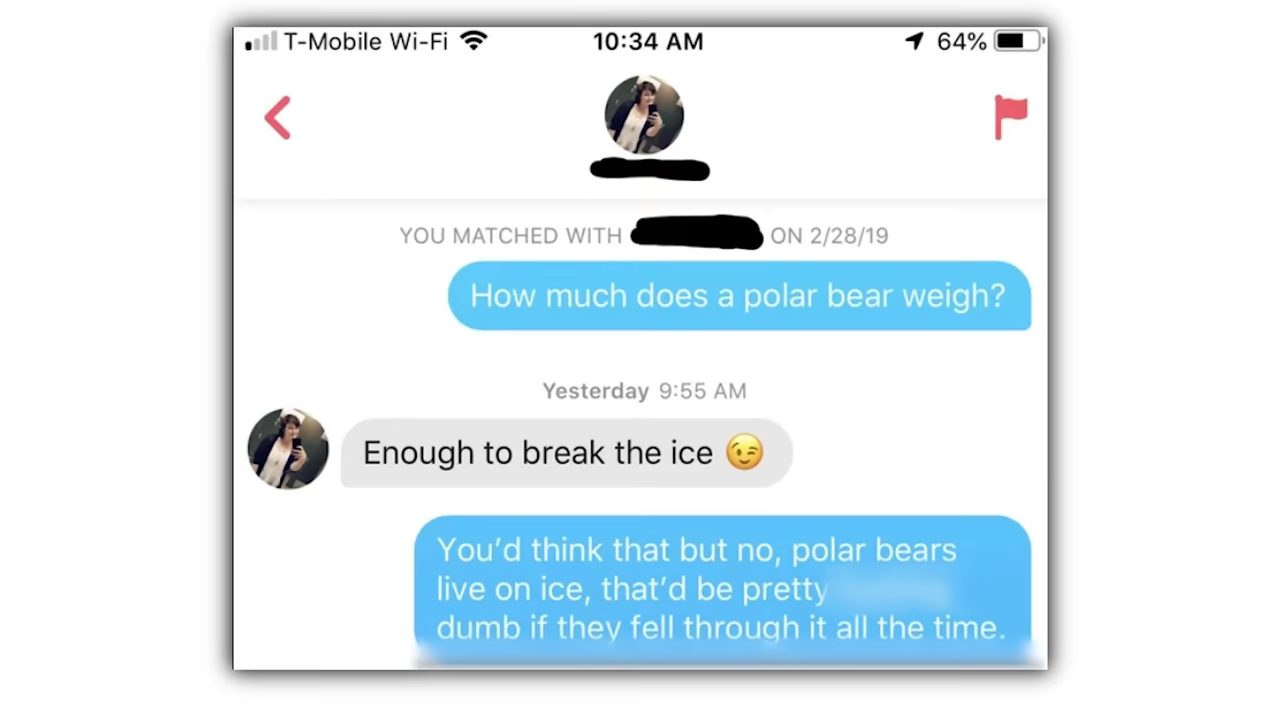 T-Mobile Wi-Fi 10:34 AM 64%
YOU MATCHED WITH ON 2/28/19
How much does a polar bear weigh?
Yesterday 9:55 AM
Enough to break the ice 😉
You'd think that but no, polar bears
live on ice, that'd be pretty
dumb if they fell through it all the time.